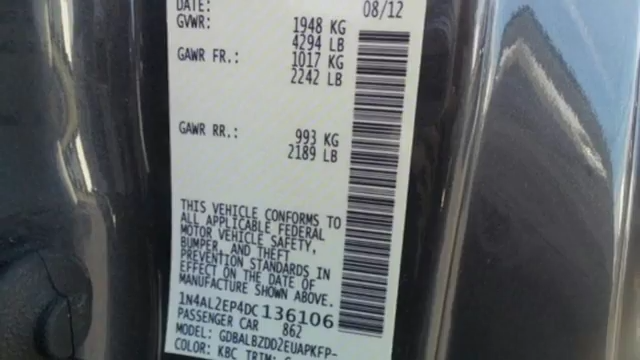 DATE: 08/12
GVWR: 1948 KG
4294 LB
GAWR FR.: 1017 KG
2242 LB
GAWR RR.: 993 KG
2189 LB
THIS VEHICLE CONFORMS TO
ALL APPLICABLE FEDERAL
MOTOR VEHICLE SAFETY,
BUMPER, AND THEFT
PREVENTION STANDARDS IN
EFFECT ON THE DATE OF
MANUFACTURE SHOWN ABOVE.
1N4AL2EP4DC136106
PASSENGER CAR 862
MODEL: GDBALBZDD2EUAPKFP-
COLOR: KBC TRIM: